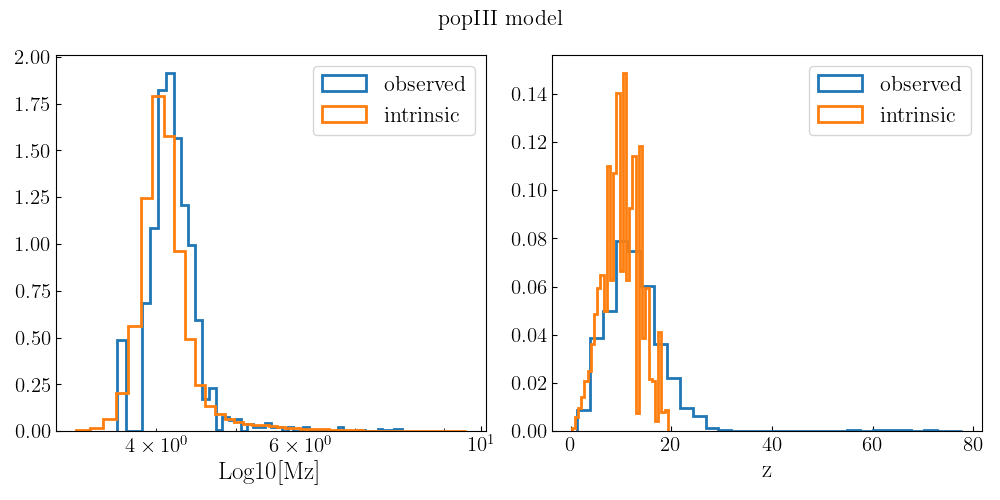 popIII model
2.00
1.75
1.50
1.25
1.00
0.75
0.50
0.25
0.00
observed
intrinsic
4 × 10⁰
6 × 10⁰
10¹
Log10[Mz]
0.14
0.12
0.10
0.08
0.06
0.04
0.02
0.00
observed
intrinsic
0
20
40
60
80
z